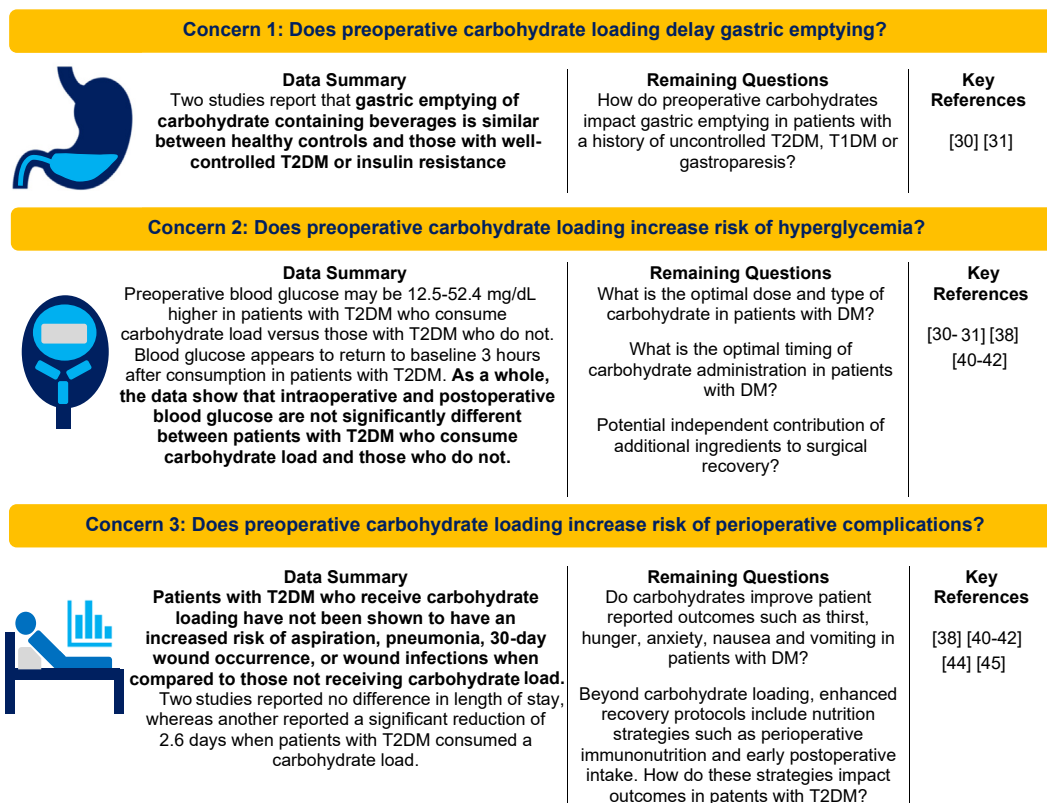 Concern 1: Does preoperative carbohydrate loading delay gastric emptying?
Data Summary
Two studies report that gastric emptying of
carbohydrate containing beverages is similar
between healthy controls and those with well-
controlled T2DM or insulin resistance
Remaining Questions
How do preoperative carbohydrates
impact gastric emptying in patients with
a history of uncontrolled T2DM, T1DM or
gastroparesis?
Key
References
[30] [31]
Concern 2: Does preoperative carbohydrate loading increase risk of hyperglycemia?
Data Summary
Preoperative blood glucose may be 12.5-52.4 mg/dL
higher in patients with T2DM who consume
carbohydrate load versus those with T2DM who do not.
Blood glucose appears to return to baseline 3 hours
after consumption in patients with T2DM. As a whole,
the data show that intraoperative and postoperative
blood glucose are not significantly different
between patients with T2DM who consume
carbohydrate load and those who do not.
Remaining Questions
What is the optimal dose and type of
carbohydrate in patients with DM?
What is the optimal timing of
carbohydrate administration in patients
with DM?
Potential independent contribution of
additional ingredients to surgical
recovery?
Key
References
[30- 31] [38]
[40-42]
Concern 3: Does preoperative carbohydrate loading increase risk of perioperative complications?
Data Summary
Patients with T2DM who receive carbohydrate
loading have not been shown to have an
increased risk of aspiration, pneumonia, 30-day
wound occurrence, or wound infections when
compared to those not receiving carbohydrate load.
Two studies reported no difference in length of stay,
whereas another reported a significant reduction of
2.6 days when patients with T2DM consumed a
carbohydrate load.
Remaining Questions
Do carbohydrates improve patient
reported outcomes such as thirst,
hunger, anxiety, nausea and vomiting in
patients with DM?
Beyond carbohydrate loading, enhanced
recovery protocols include nutrition
strategies such as perioperative
immunonutrition and early postoperative
intake. How do these strategies impact
outcomes in patents with T2DM?
Key
References
[38] [40-42]
[44] [45]